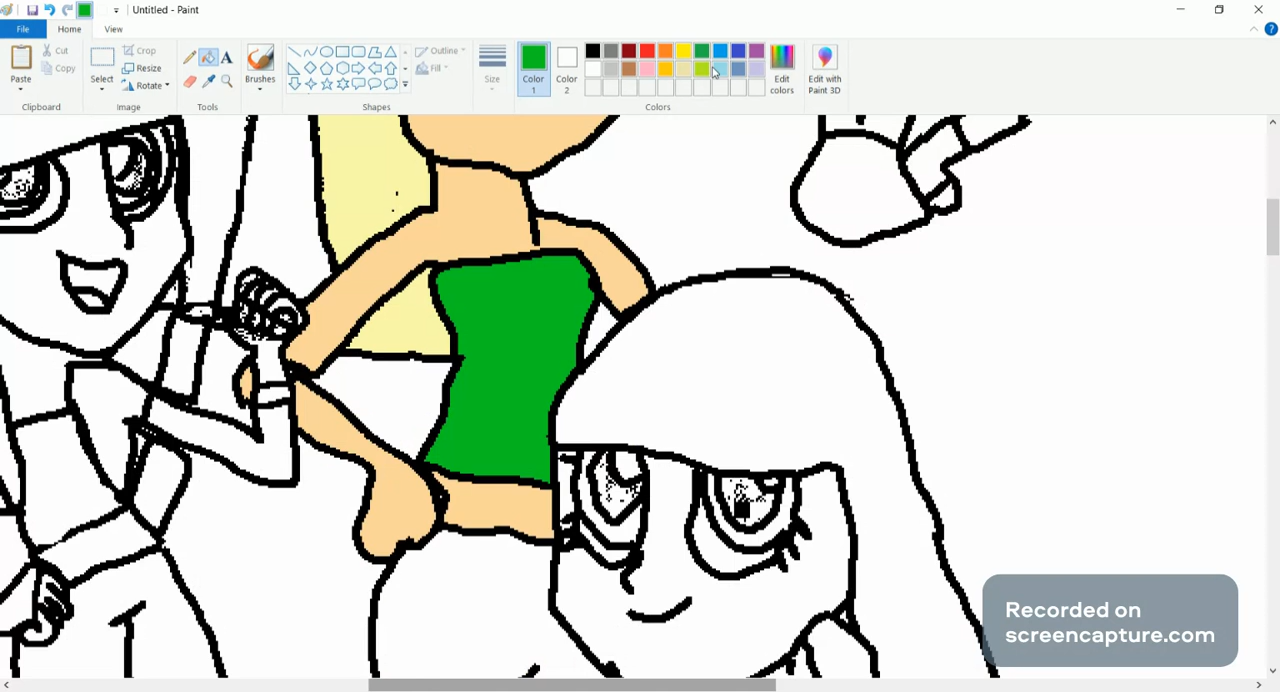 Untitled - Paint
File Home View
Paste
Cut
Copy
Clipboard
Select
Crop
Resize
Rotate
Image
A
Tools
Brushes
Outline
Fill
Shapes
Size
Color 1
Color 2
Colors
Edit colors
Edit with Paint 3D
Recorded on
screencapture.com